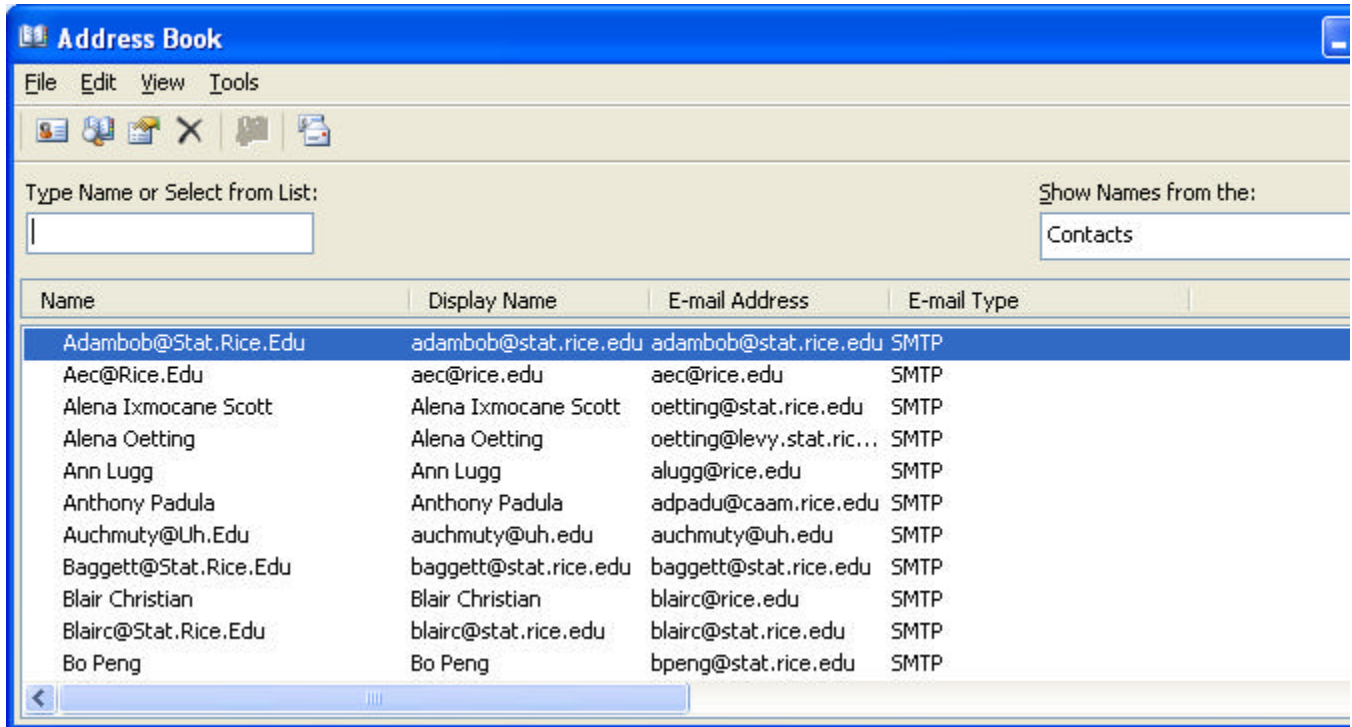 Address Book
File Edit View Tools
Type Name or Select from List:
Show Names from the:
Contacts
Name Display Name E-mail Address E-mail Type
Adambob@Stat.Rice.Edu adambob@stat.rice.edu adambob@stat.rice.edu SMTP
Aec@Rice.Edu aec@rice.edu aec@rice.edu SMTP
Alena Ixmocane Scott Alena Ixmocane Scott oetting@stat.rice.edu SMTP
Alena Oetting Alena Oetting oetting@levy.stat.ric... SMTP
Ann Lugg Ann Lugg alugg@rice.edu SMTP
Anthony Padula Anthony Padula adpadu@caam.rice.edu SMTP
Auchmuty@Uh.Edu auchmuty@uh.edu auchmuty@uh.edu SMTP
Baggett@Stat.Rice.Edu baggett@stat.rice.edu baggett@stat.rice.edu SMTP
Blair Christian Blair Christian blairc@rice.edu SMTP
Blairc@Stat.Rice.Edu blairc@stat.rice.edu blairc@stat.rice.edu SMTP
Bo Peng Bo Peng bpeng@stat.rice.edu SMTP